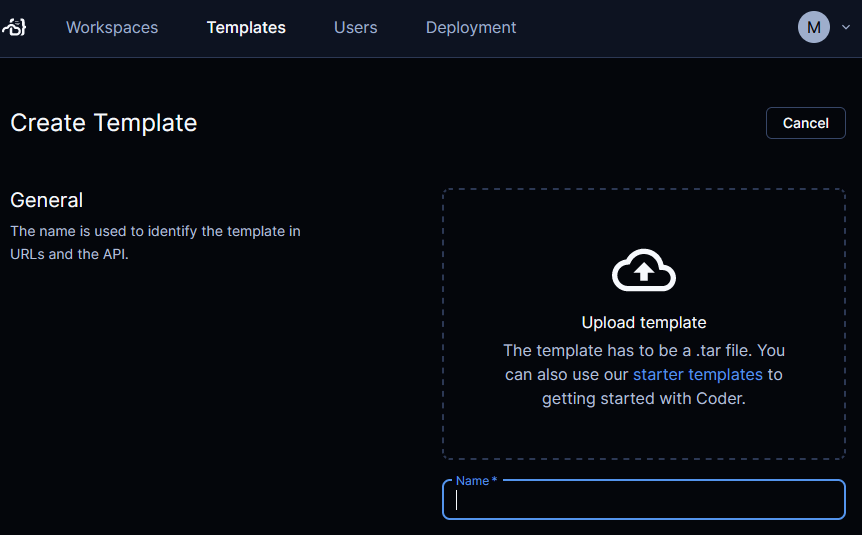 Workspaces Templates Users Deployment M
Create Template
Cancel
General
The name is used to identify the template in
URLs and the API.
Upload template
The template has to be a .tar file. You
can also use our starter templates to
getting started with Coder.
Name *